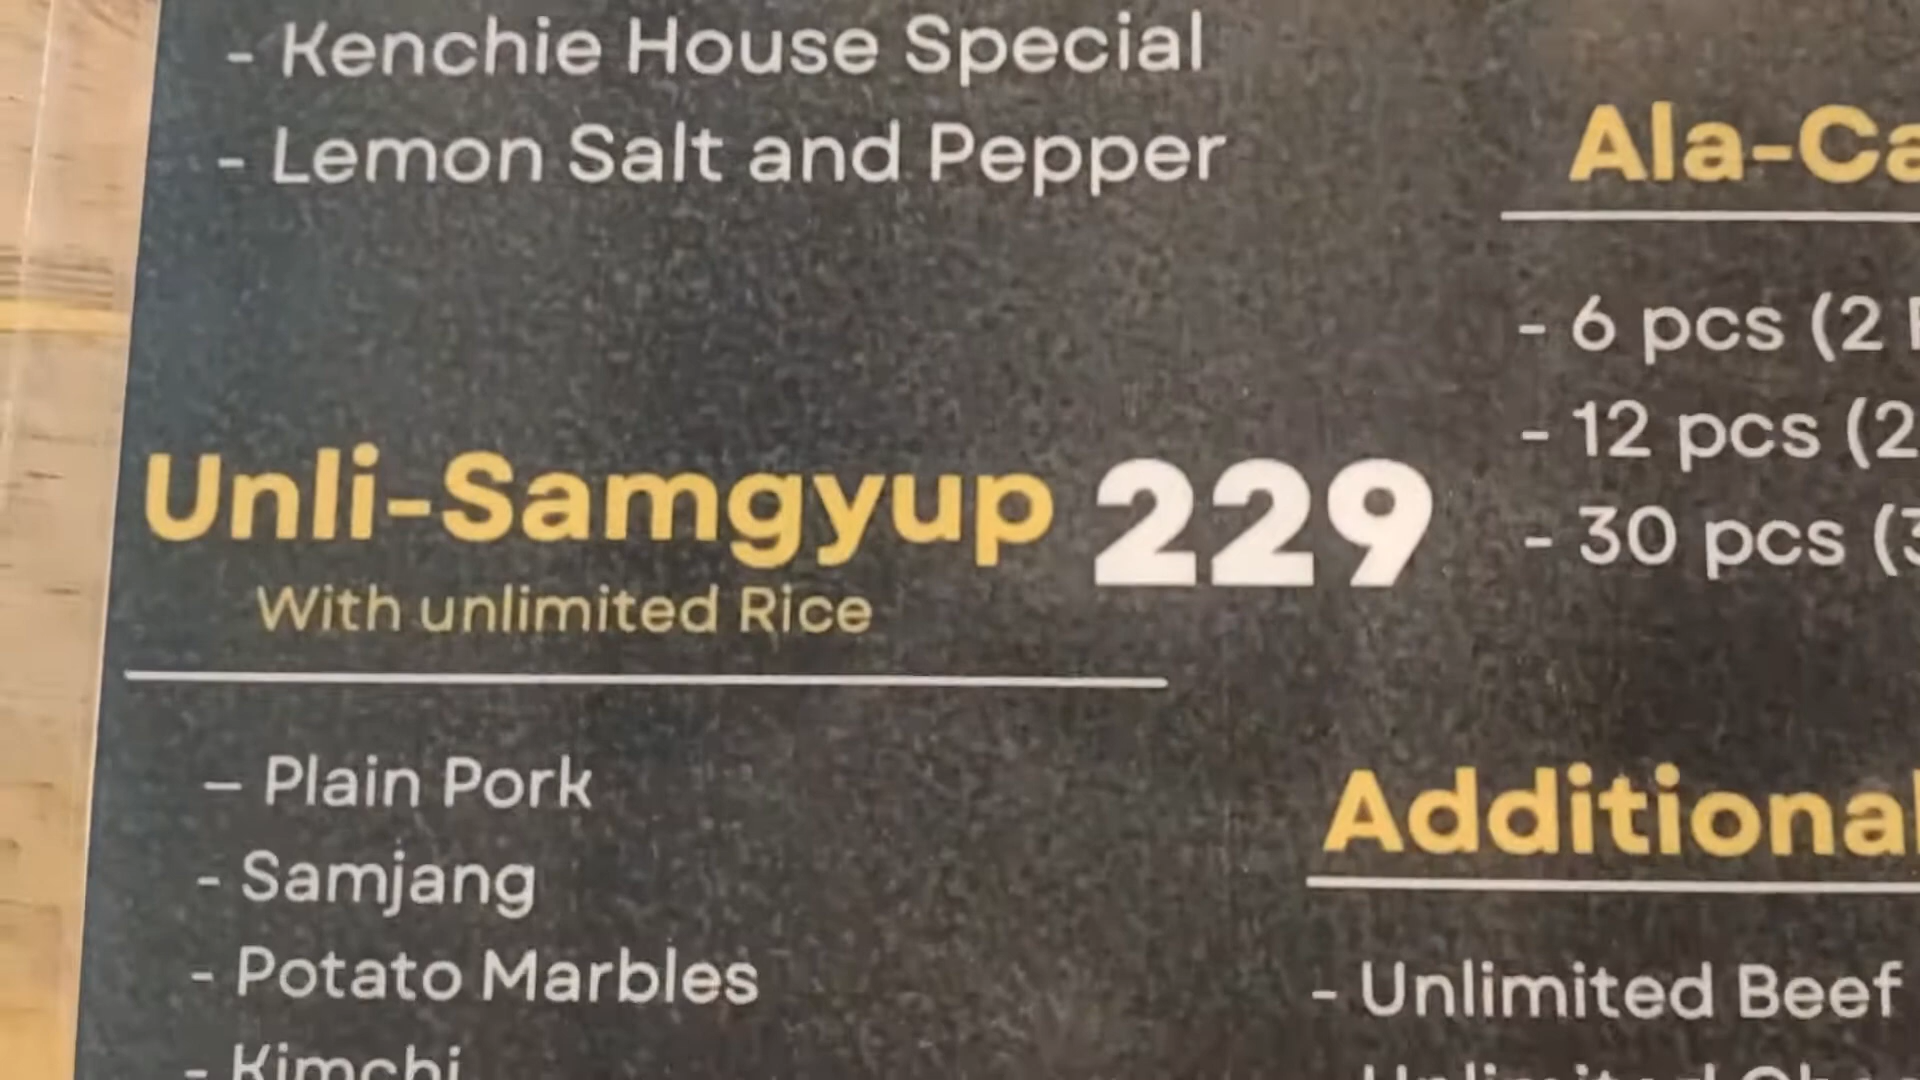 - Kenchie House Special
- Lemon Salt and Pepper
Unli-Samgyup 229
With unlimited Rice
– Plain Pork
- Samjang
- Potato Marbles
- Kimchi
Ala-Ca
- 6 pcs (2
- 12 pcs (2
- 30 pcs (3
Additional
- Unlimited Beef
Unlimited